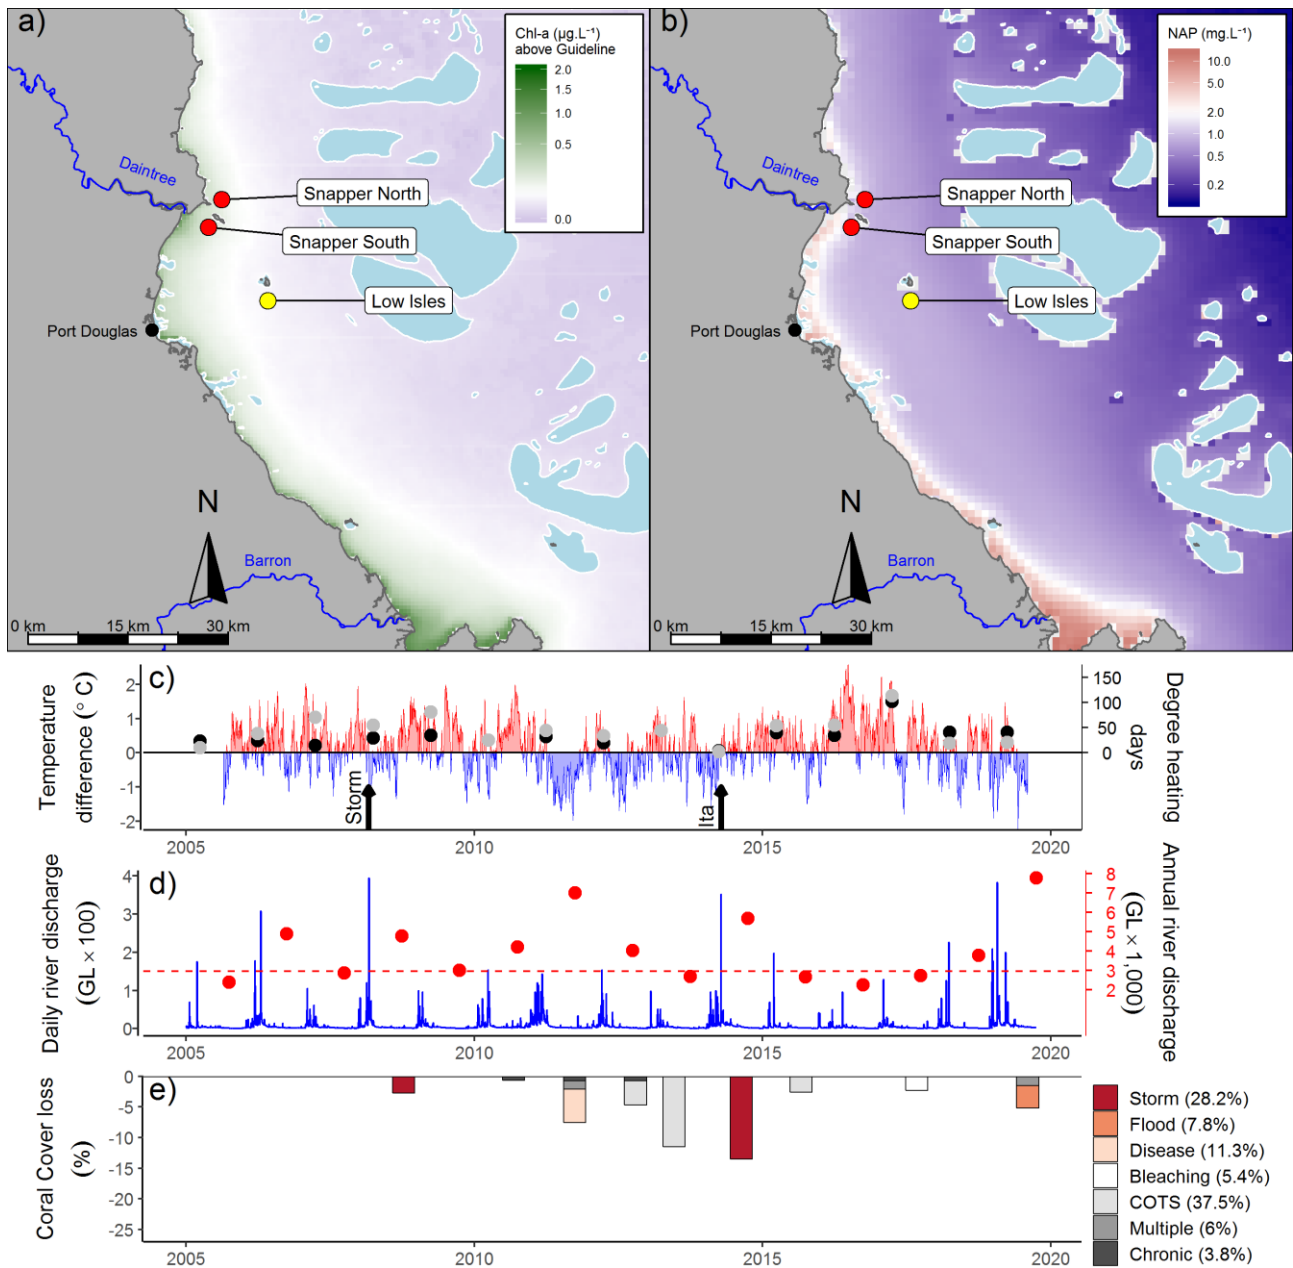 a)
Chl-a (µg.L⁻¹)
above Guideline
2.0
1.5
1.0
0.5
0.0
Daintree
Snapper North
Snapper South
Low Isles
Port Douglas
N
Barron
0 km
15 km
30 km
b)
NAP (mg.L⁻¹)
10.0
5.0
2.0
1.0
0.5
0.2
Daintree
Snapper North
Snapper South
Low Isles
Port Douglas
N
Barron
0 km
15 km
30 km
c)
Temperature
difference (° C)
2
1
0
-1
-2
Storm
Ita
150
100
50
0
Degree heating
days
2005
2010
2015
2020
d)
Daily river discharge
(GL × 100)
4
3
2
1
0
8
7
6
5
4
3
2
Annual river discharge
(GL × 1,000)
2005
2010
2015
2020
e)
Coral Cover loss
(%)
0
-5
-10
-15
-20
-25
2005
2010
2015
2020
Storm (28.2%)
Flood (7.8%)
Disease (11.3%)
Bleaching (5.4%)
COTS (37.5%)
Multiple (6%)
Chronic (3.8%)